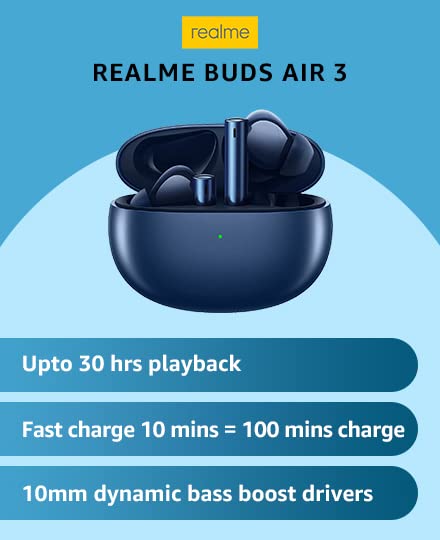 realme
REALME BUDS AIR 3
Upto 30 hrs playback
Fast charge 10 mins = 100 mins charge
10mm dynamic bass boost drivers